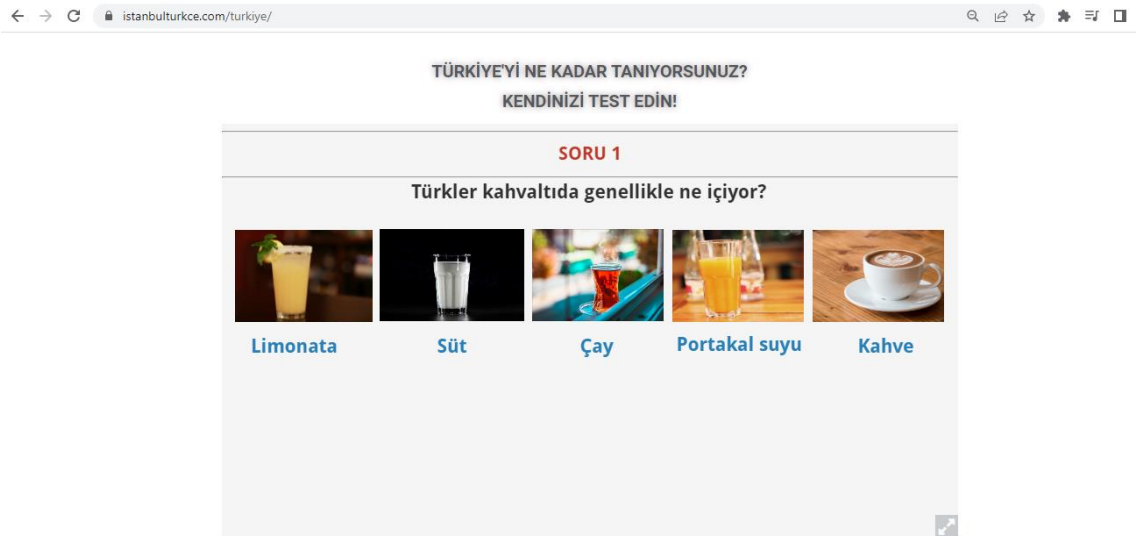 istanbulturkce.com/turkiye/
TÜRKİYE'Yİ NE KADAR TANIYORSUNUZ?
KENDİNİZİ TEST EDİN!
SORU 1
Türkler kahvaltıda genellikle ne içiyor?
Limonata Süt Çay Portakal suyu Kahve